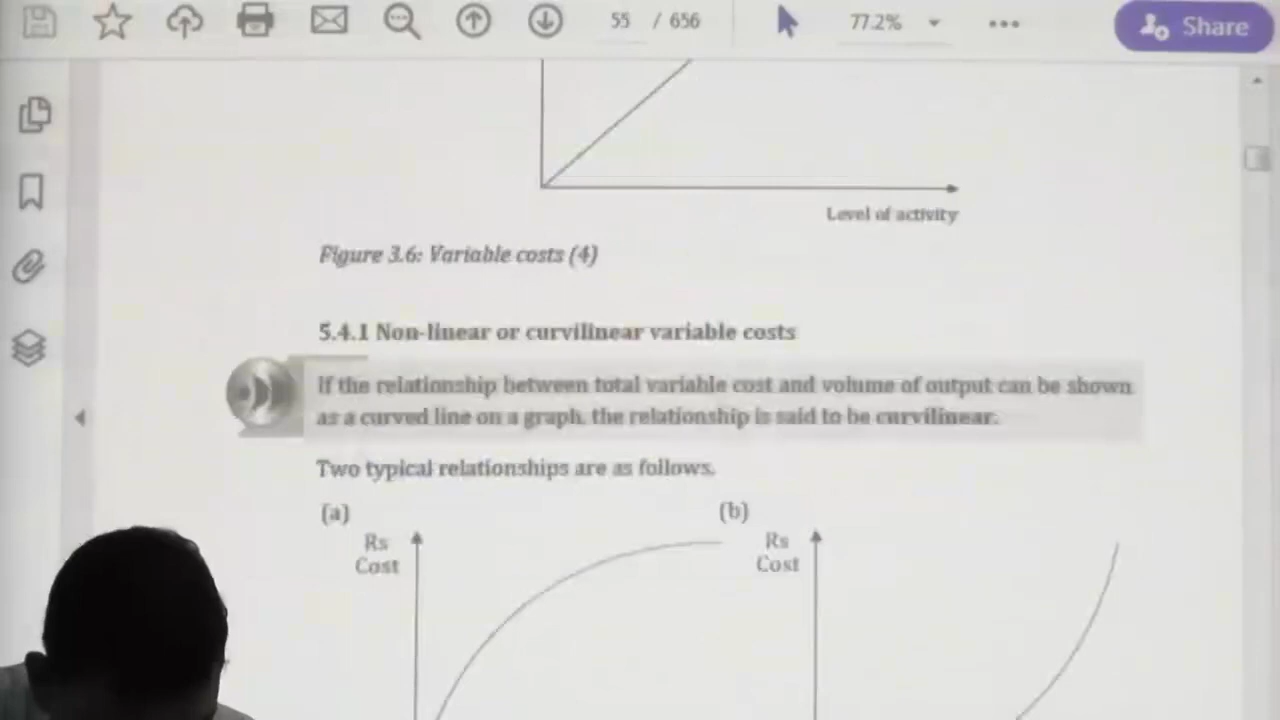 55 / 656
77.2%
Share
Level of activity
Figure 3.6: Variable costs (4)
5.4.1 Non-linear or curvilinear variable costs
If the relationship between total variable cost and volume of output can be shown
as a curved line on a graph, the relationship is said to be curvilinear.
Two typical relationships are as follows.
(a) (b)
Rs Rs
Cost Cost